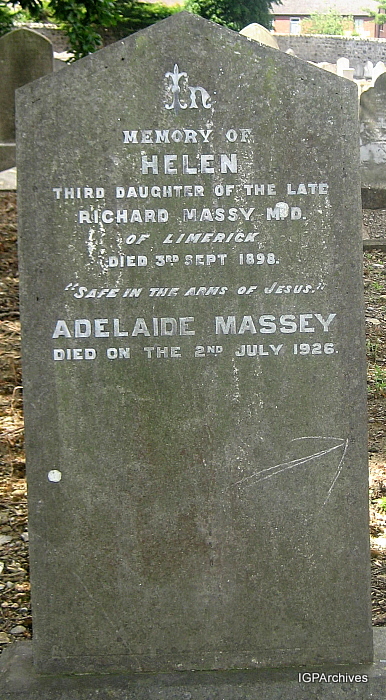 In
MEMORY OF
HELEN
THIRD DAUGHTER OF THE LATE
RICHARD MASSY M.D.
OF LIMERICK
DIED 3RD SEPT 1898.
"SAFE IN THE ARMS OF JESUS."
ADELAIDE MASSEY
DIED ON THE 2ND JULY 1926.
IGPArchives